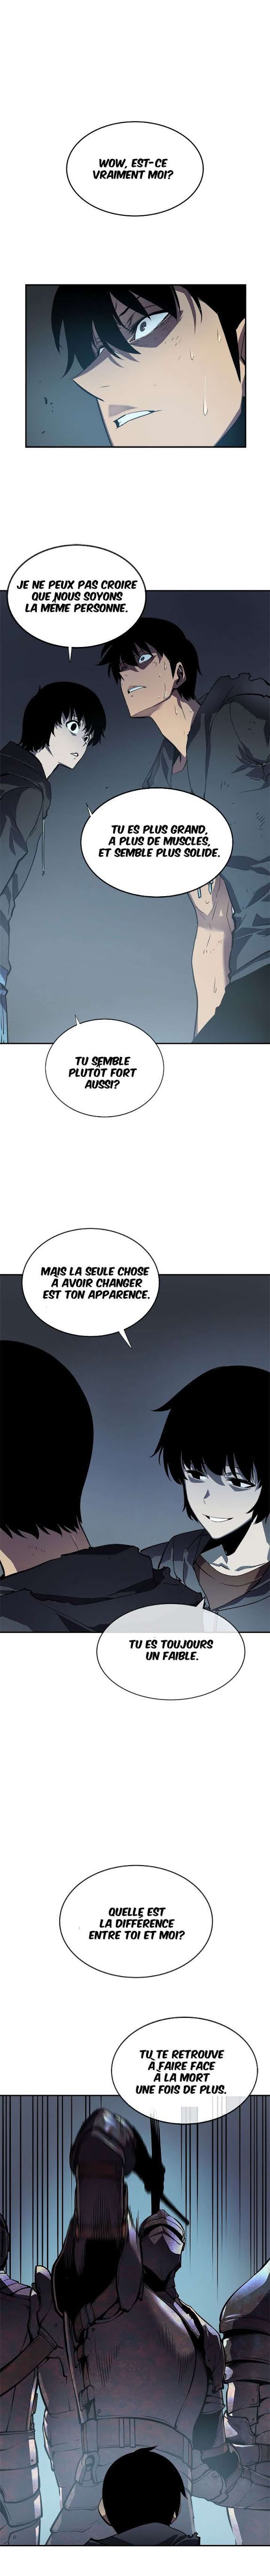 WOW, EST-CE
VRAIMENT MOI?
JE NE PEUX PAS CROIRE
QUE NOUS SOYONS
LA MÊME PERSONNE.
TU ES PLUS GRAND,
A PLUS DE MUSCLES,
ET SEMBLE PLUS SOLIDE.
TU SEMBLE
PLUTÔT FORT
AUSSI?
MAIS LA SEULE CHOSE
À AVOIR CHANGER
EST TON APPARENCE.
TU ES TOUJOURS
UN FAIBLE.
QUELLE EST
LA DIFFÉRENCE
ENTRE TOI ET MOI?
TU TE RETROUVE
À FAIRE FACE
À LA MORT
UNE FOIS DE PLUS.